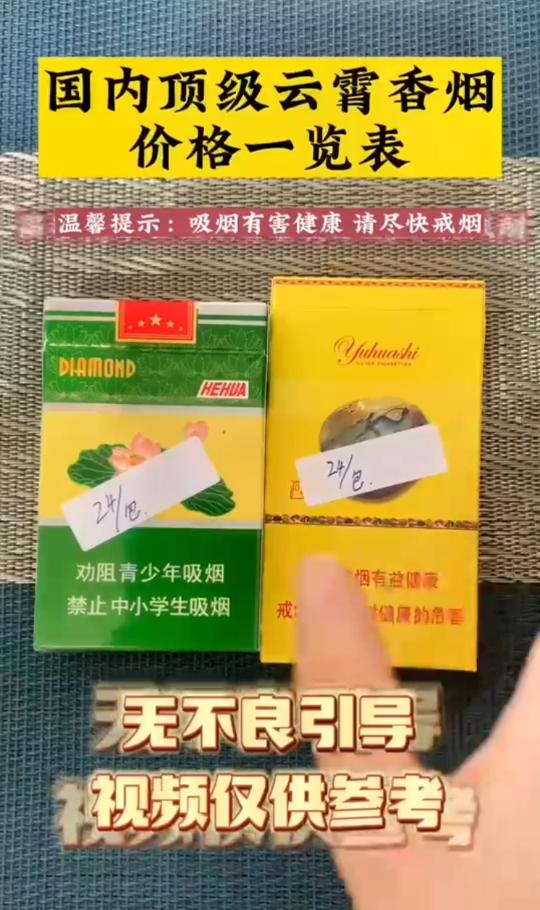 国内顶级云霄香烟
价格一览表
温馨提示：吸烟有害健康 请尽快戒烟
DIAMOND
HEHUA
24/包.
劝阻青少年吸烟
禁止中小学生吸烟
Yuhuashi
24/包.
烟有益健康
戒
健康的危害
无不良引导
视频仅供参考